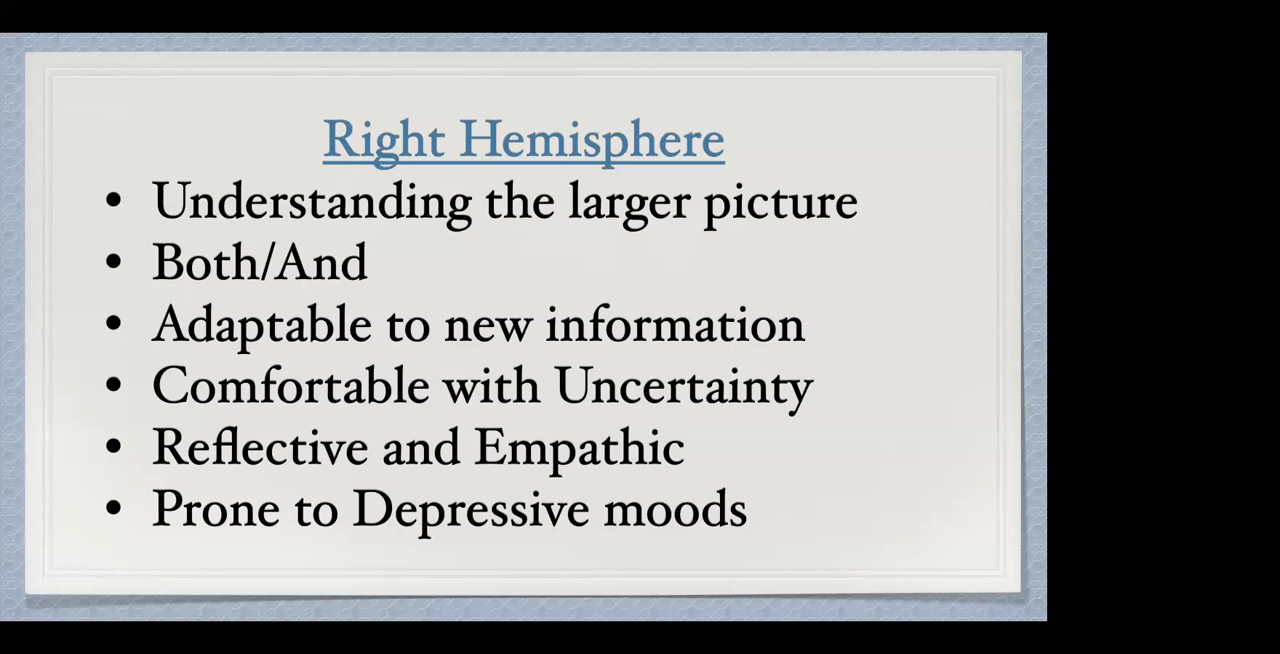 Right Hemisphere
• Understanding the larger picture
• Both/And
• Adaptable to new information
• Comfortable with Uncertainty
• Reflective and Empathic
• Prone to Depressive moods